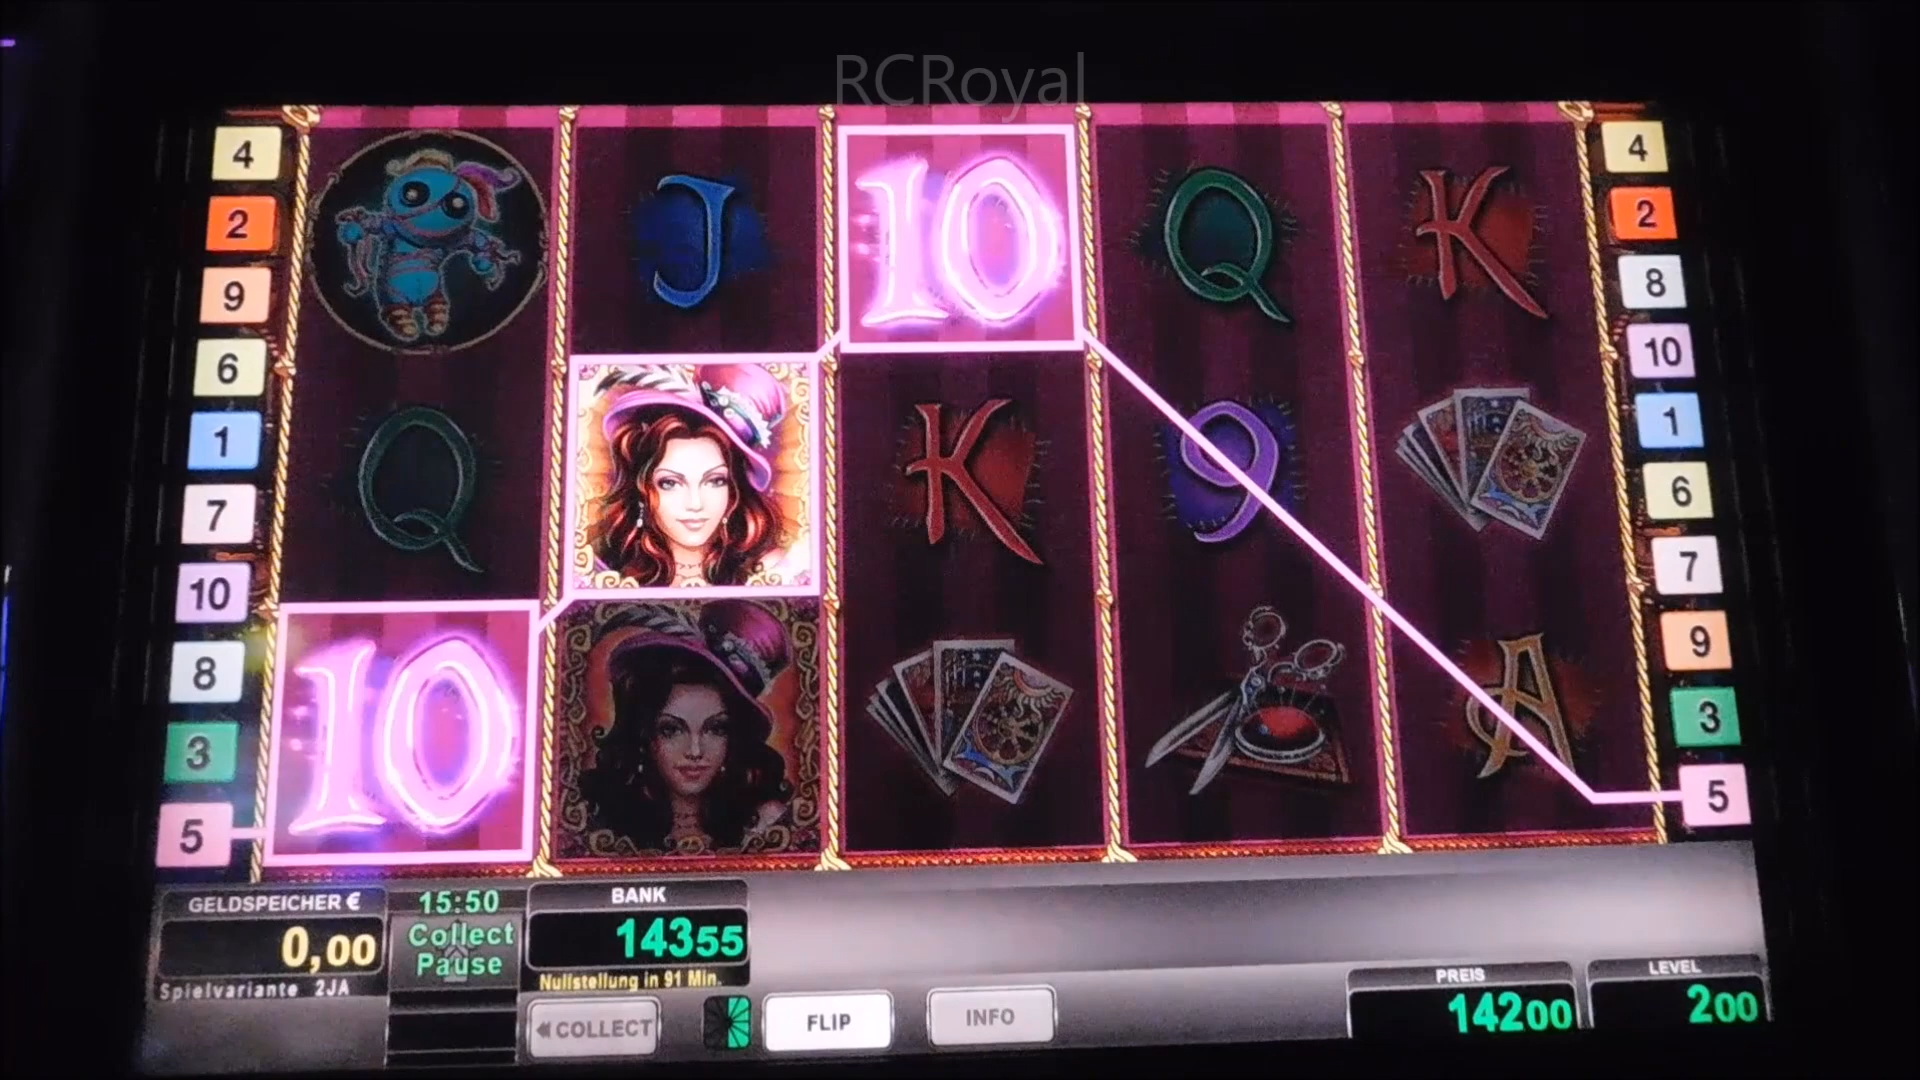 RCRoyal
4 J 10 Q K 4
2 2
9 8
6 10
1 Q K 9 1
7 6
10 7
8 10 A 9
3 3
5 5
GELDSPEICHER €
0,00
Spielvariante 2JA
15:50
Collect
Pause
BANK
14355
Nullstellung in 91 Min.
COLLECT
FLIP
INFO
PREIS
14200
LEVEL
200